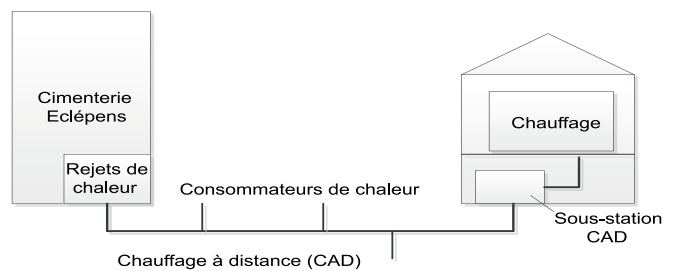 Cimenterie
Eclépens
Rejets de
chaleur
Consommateurs de chaleur
Chauffage à distance (CAD)
Chauffage
Sous-station
CAD